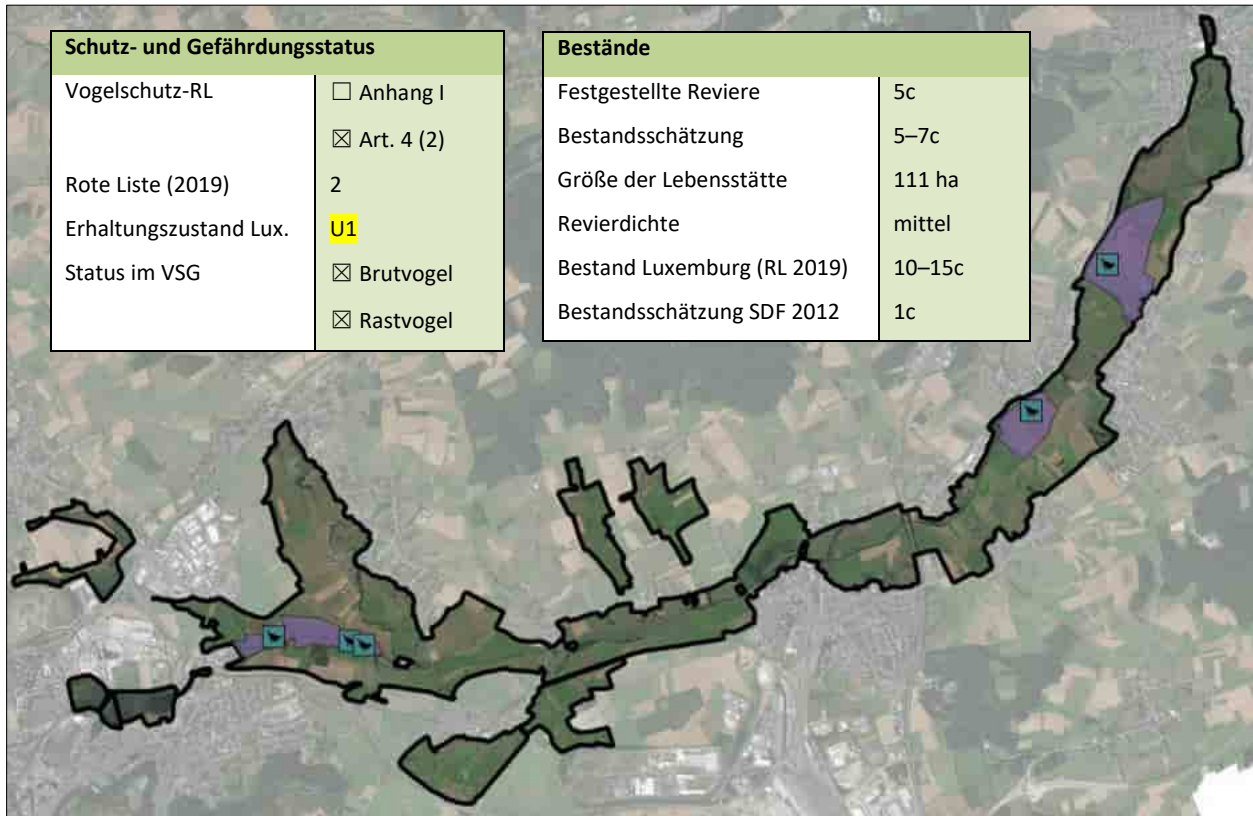 Schutz- und Gefährdungsstatus
Vogelschutz-RL ☐ Anhang I
☒ Art. 4 (2)
Rote Liste (2019) 2
Erhaltungszustand Lux. U1
Status im VSG ☒ Brutvogel
☒ Rastvogel
Bestände
Festgestellte Reviere 5c
Bestandsschätzung 5–7c
Größe der Lebensstätte 111 ha
Revierdichte mittel
Bestand Luxemburg (RL 2019) 10–15c
Bestandsschätzung SDF 2012 1c